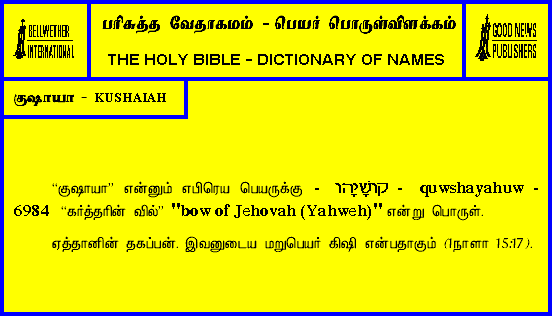 BELLWETHER
INTERNATIONAL
பரிசுத்த வேதாகமம் - பெயர் பொருள்விளக்கம்
THE HOLY BIBLE - DICTIONARY OF NAMES
GOOD NEWS
PUBLISHERS
குஷாயா - KUSHAIAH
“குஷாயா” என்னும் எபிரெய பெயருக்கு - קוּשָׁיָהוּ - quwshayahuw -
6984 “கர்த்தரின் வில்” "bow of Jehovah (Yahweh)" என்று பொருள்.
ஏத்தானின் தகப்பன். இவனுடைய மறுபெயர் கிஷி என்பதாகும் (1நாளா 15:17).